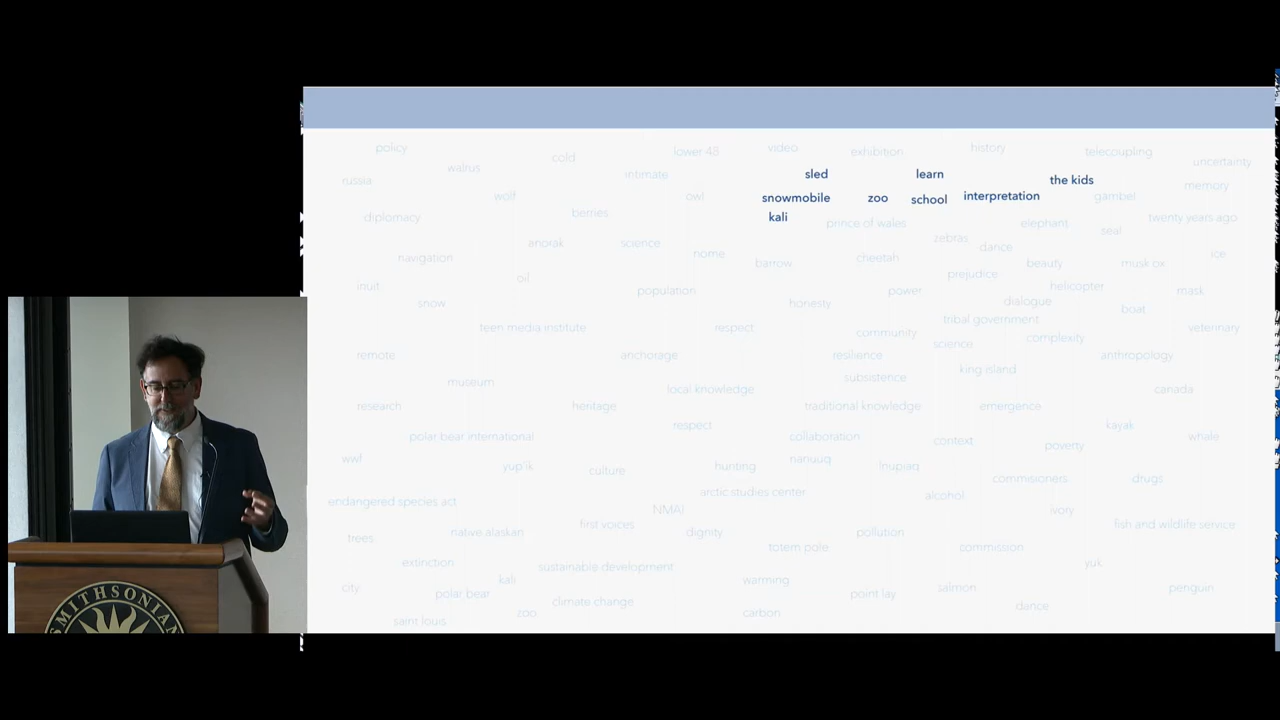 policy
cold
lower 48
video
exhibition
history
telecoupling
uncertainty
russia
walrus
intimate
sled
learn
the kids
memory
wolf
owl
snowmobile
zoo
school
interpretation
gambel
diplomacy
berries
kali
prince of wales
elephant
seal
twenty years ago
anorak
science
zebras
dance
navigation
nome
barrow
cheetah
beauty
musk ox
ice
inuit
oil
population
prejudice
power
helicopter
mask
snow
honesty
dialogue
boat
teen media institute
respect
community
tribal government
complexity
veterinary
remote
anchorage
resilience
science
anthropology
museum
local knowledge
subsistence
king island
canada
research
heritage
traditional knowledge
emergence
polar bear international
respect
collaboration
context
poverty
kayak
whale
wwf
yup'ik
culture
hunting
nanuuq
Inupiaq
commisioners
drugs
endangered species act
arctic studies center
alcohol
ivory
trees
native alaskan
first voices
NMAI
dignity
pollution
fish and wildlife service
extinction
sustainable development
totem pole
commission
yuk
city
kali
polar bear
climate change
warming
point lay
salmon
penguin
saint louis
zoo
carbon
dance
SMITHSONIAN